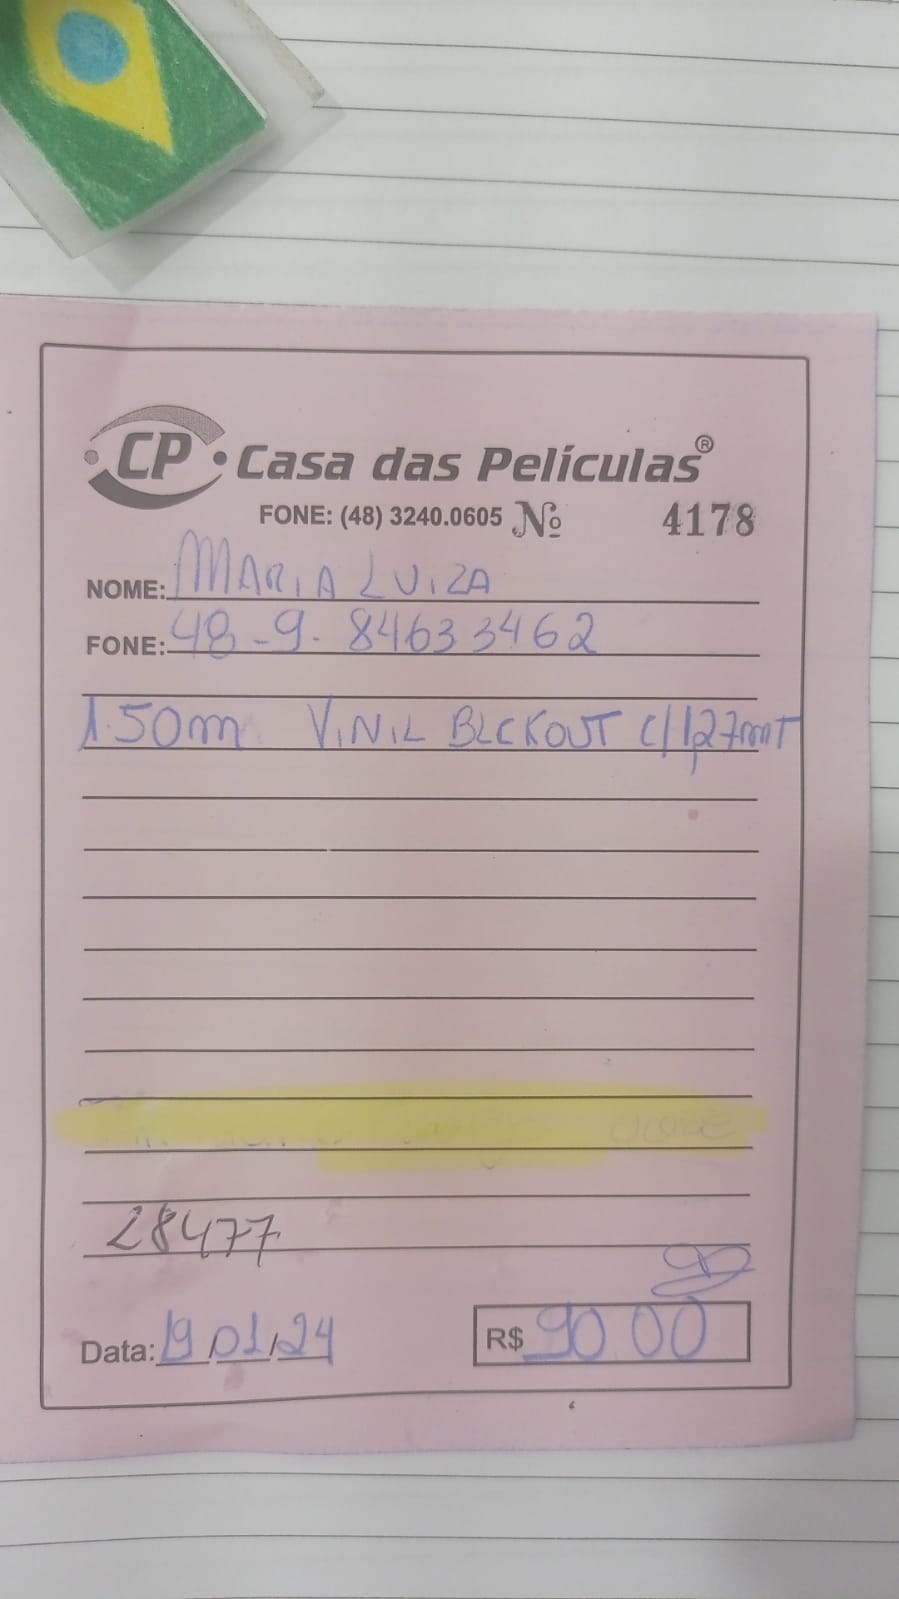 CP Casa das Películas®
FONE: (48) 3240.0605 Nº 4178
NOME: MARIA LUIZA
FONE: 48-9.84633462
1.50m VINIL BLCKOUT C/1,27mT
28477
Data: 19/01/24 R$ 90.00